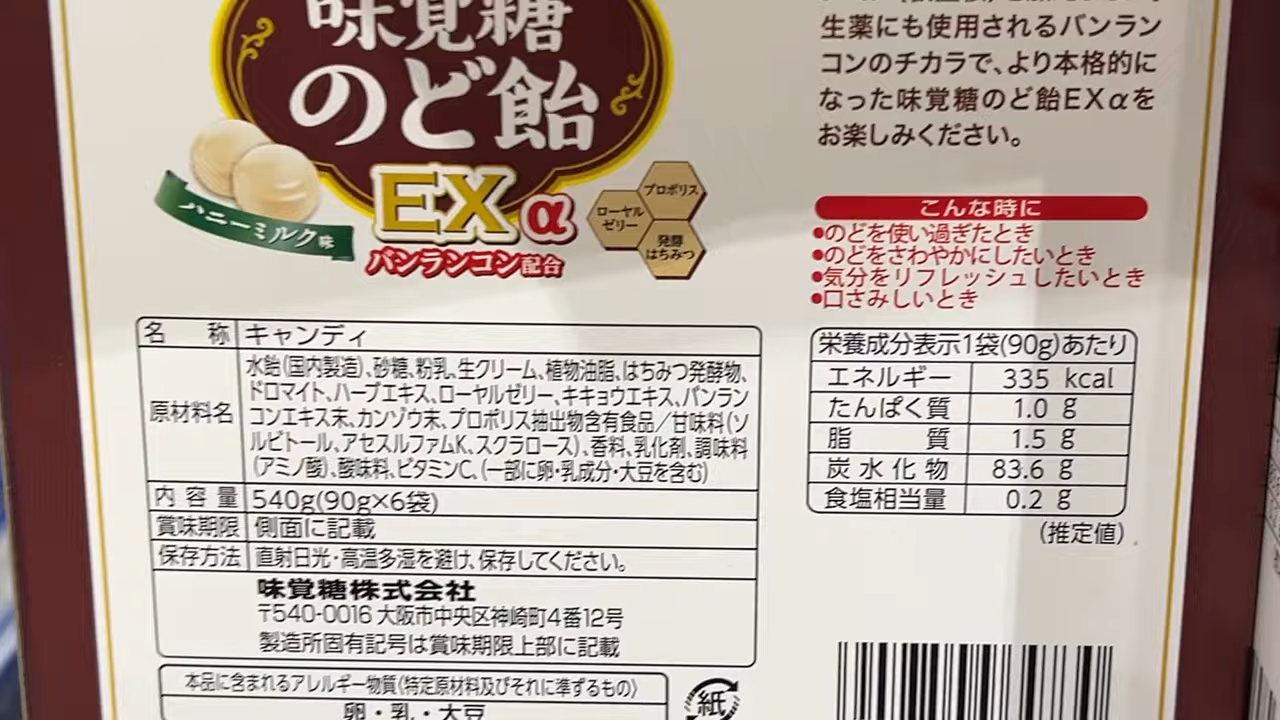 味覚糖
のど飴
EXα
バンランコン配合
ハニーミルク味
プロポリス
ローヤル
ゼリー
発酵
はちみつ
生薬にも使用されるバンラン
コンのチカラで、より本格的に
なった味覚糖のど飴EXαを
お楽しみください。
こんな時に
●のどを使い過ぎたとき
●のどをさわやかにしたいとき
●気分をリフレッシュしたいとき
●口さみしいとき
名 称 キャンディ
原材料名
水飴(国内製造)、砂糖、粉乳、生クリーム、植物油脂、はちみつ発酵物、
ドロマイト、ハーブエキス、ローヤルゼリー、キキョウエキス、バンラン
コンエキス末、カンゾウ末、プロポリス抽出物含有食品/甘味料(ソ
ルビトール、アセスルファムK、スクラロース)、香料、乳化剤、調味料
(アミノ酸)、酸味料、ビタミンC、(一部に卵・乳成分・大豆を含む)
内容量 540g(90g×6袋)
賞味期限 側面に記載
保存方法 直射日光・高温多湿を避け、保存してください。
味覚糖株式会社
〒540-0016 大阪市中央区神崎町4番12号
製造所固有記号は賞味期限上部に記載
本品に含まれるアレルギー物質(特定原材料及びそれに準ずるもの)
卵・乳・大豆
紙
栄養成分表示1袋(90g)あたり
エネルギー 335 kcal
たんぱく質 1.0 g
脂質 1.5 g
炭水化物 83.6 g
食塩相当量 0.2 g
(推定値)